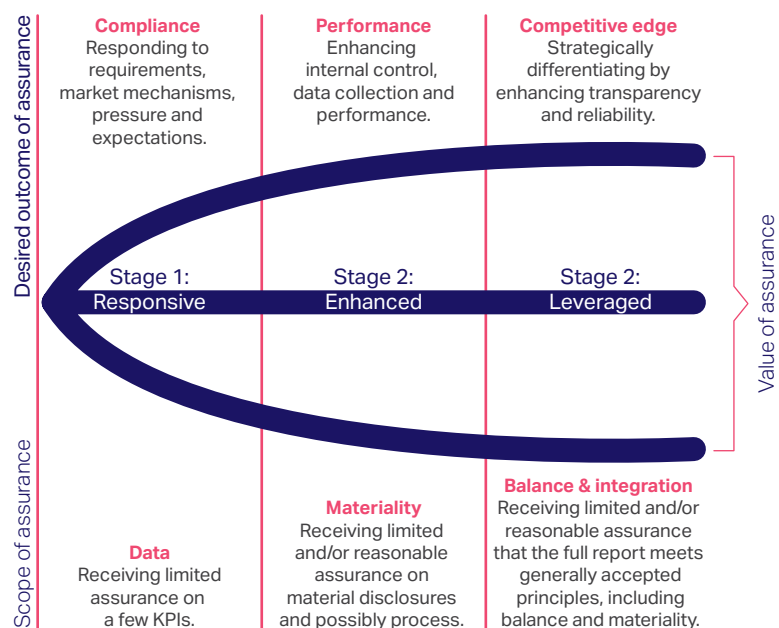 Desired outcome of assurance
Compliance
Responding to
requirements,
market mechanisms,
pressure and
expectations.
Performance
Enhancing
internal control,
data collection and
performance.
Competitive edge
Strategically
differentiating by
enhancing transparency
and reliability.
Stage 1:
Responsive
Stage 2:
Enhanced
Stage 2:
Leveraged
Value of assurance
Scope of assurance
Data
Receiving limited
assurance on
a few KPIs.
Materiality
Receiving limited
and/or reasonable
assurance on
material disclosures
and possibly process.
Balance & integration
Receiving limited and/or
reasonable assurance
that the full report meets
generally accepted
principles, including
balance and materiality.